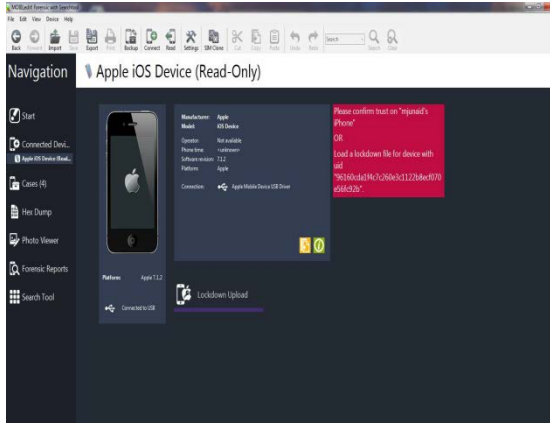 MOBILedit! Forensic with Searchtool
File Edit View Device Help
Back Forward Import Save Export Print Backup Connect Read Settings SIM Clone Cut Copy Paste Undo Redo Search Search Clear
Navigation
Apple iOS Device (Read-Only)
Start
Connected Devi...
Apple iOS Device (Read...
Cases (4)
Hex Dump
Photo Viewer
Forensic Reports
Search Tool
Platform: Apple 7.1.2
Connected to USB
Manufacturer: Apple
Model: iOS Device
Operator: Not available
Phone time: <unknown>
Software revision: 7.1.2
Platform: Apple
Connection: Apple Mobile Device USB Driver
Lockdown Upload
Please confirm trust on "mjunaid's
iPhone"
OR
Load a lockdown file for device with
uid
"96160cda1f4c7c260e3c1122b8ecf070
e56fc92b".